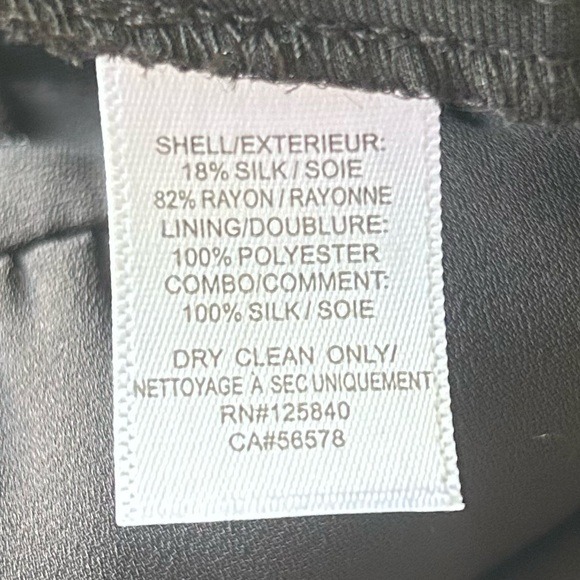 SHELL/EXTERIEUR:
18% SILK / SOIE
82% RAYON / RAYONNE
LINING/DOUBLURE:
100% POLYESTER
COMBO/COMMENT:
100% SILK / SOIE
DRY CLEAN ONLY/
NETTOYAGE À SEC UNIQUEMENT
RN#125840
CA#56578